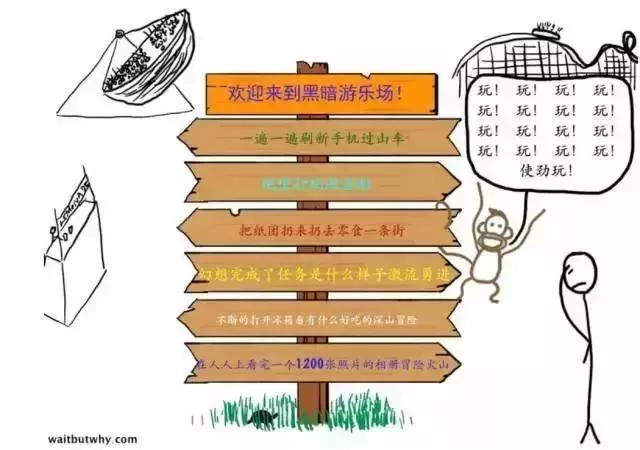 欢迎来到黑暗游乐场！
一遍一遍刷新手机过山车
把纸团扔来扔去零食一条街
幻想完成了任务是什么样子激流勇进
不断的打开冰箱看有什么好吃的深山冒险
在人人上看完一个1200张照片的相册冒险火山
玩！ 玩！ 玩！ 玩！
玩！ 玩！ 玩！ 玩！
玩！ 玩！ 玩！ 玩！
玩！ 玩！ 玩！ 玩！
使劲玩！
LEMONADE
waitbutwhy.com